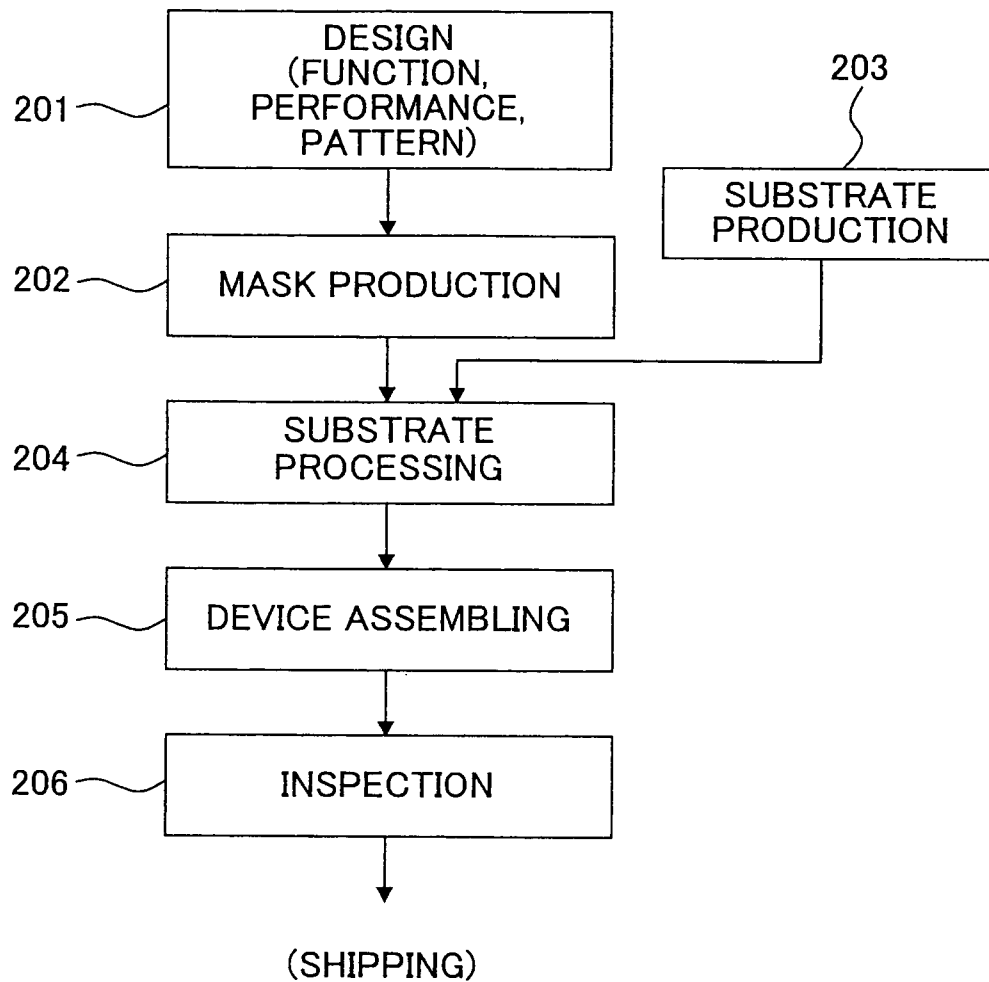 DESIGN
(FUNCTION,
PERFORMANCE,
PATTERN)
201
203
SUBSTRATE
PRODUCTION
202
MASK PRODUCTION
204
SUBSTRATE
PROCESSING
205
DEVICE ASSEMBLING
206
INSPECTION
(SHIPPING)